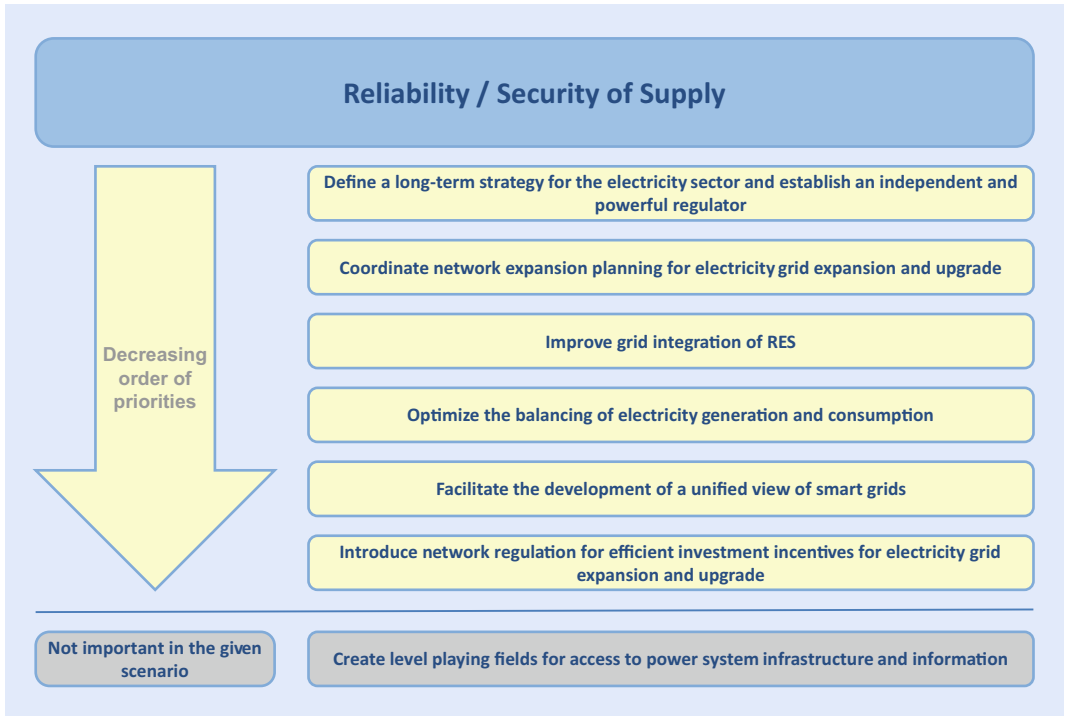 Reliability / Security of Supply
Define a long-term strategy for the electricity sector and establish an independent and
powerful regulator
Coordinate network expansion planning for electricity grid expansion and upgrade
Improve grid integration of RES
Decreasing
order of
priorities
Optimize the balancing of electricity generation and consumption
Facilitate the development of a unified view of smart grids
Introduce network regulation for efficient investment incentives for electricity grid
expansion and upgrade
Not important in the given
scenario
Create level playing fields for access to power system infrastructure and information